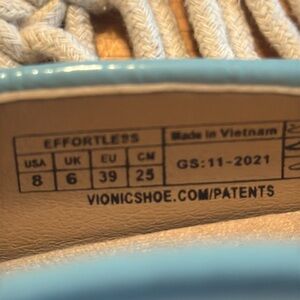 EFFORTLESS
USA UK EU CM
8 6 39 25
Made in Vietnam
GS:11-2021
VIONICSHOE.COM/PATENTS